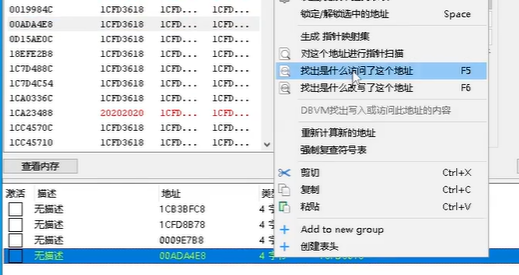 0019984C 1CFD3618 1CFD... 1CFD...
00ADA4E8 1CFD3618 1CFD... 1CFD...
0D15AE0C 1CFD3618 1CFD... 1CFD...
18EFE2B8 1CFD3618 1CFD... 1CFD...
1C7D488C 1CFD3618 1CFD... 1CFD...
1C7D4C54 1CFD3618 1CFD... 1CFD...
1CA0336C 1CFD3618 1CFD... 1CFD...
1CA23488 20202020 1CFD... 1CFD...
1CC4570C 1CFD3618 1CFD... 1CFD...
1CC45710 1CFD3618 1CFD... 1CFD...
查看内存
激活 描述 地址 类
无描述 1CB3BFC8 4 字
无描述 1CFD8B78 4 字
无描述 0009E7B8 4 字
无描述 00ADA4E8 4
锁定/解锁选中的地址 Space
生成 指针映射集
对这个地址进行指针扫描
找出是什么访问了这个地址 F5
找出是什么改写了这个地址 F6
DBVM找出写入或访问此地址的内容
重新计算新的地址
强制复查符号表
剪切 Ctrl+X
复制 Ctrl+C
粘贴 Ctrl+V
Add to new group
创建表头